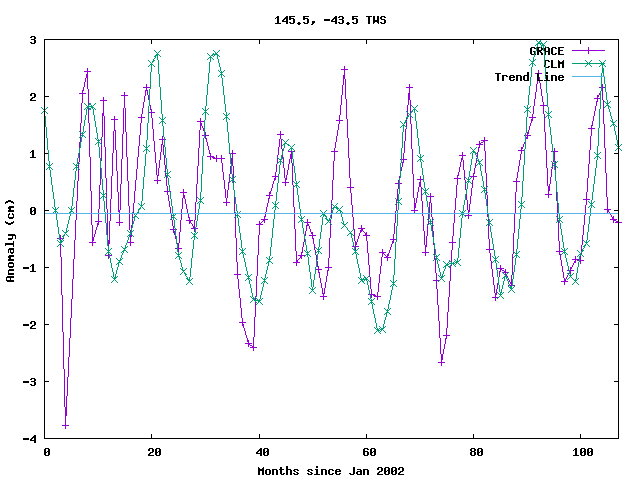 145.5, -43.5 TWS
GRACE
CLM
Trend Line
3
2
1
0
-1
-2
-3
-4
Anomaly (cm)
0 20 40 60 80 100
Months since Jan 2002